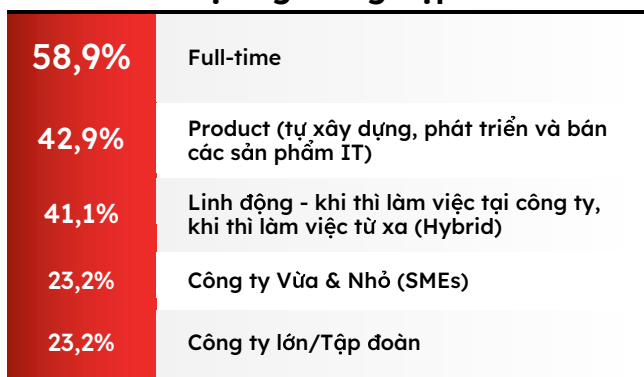 58,9%
Full-time
42,9%
Product (tự xây dựng, phát triển và bán
các sản phẩm IT)
41,1%
Linh động - khi thì làm việc tại công ty,
khi thì làm việc từ xa (Hybrid)
23,2%
Công ty Vừa & Nhỏ (SMEs)
23,2%
Công ty lớn/Tập đoàn